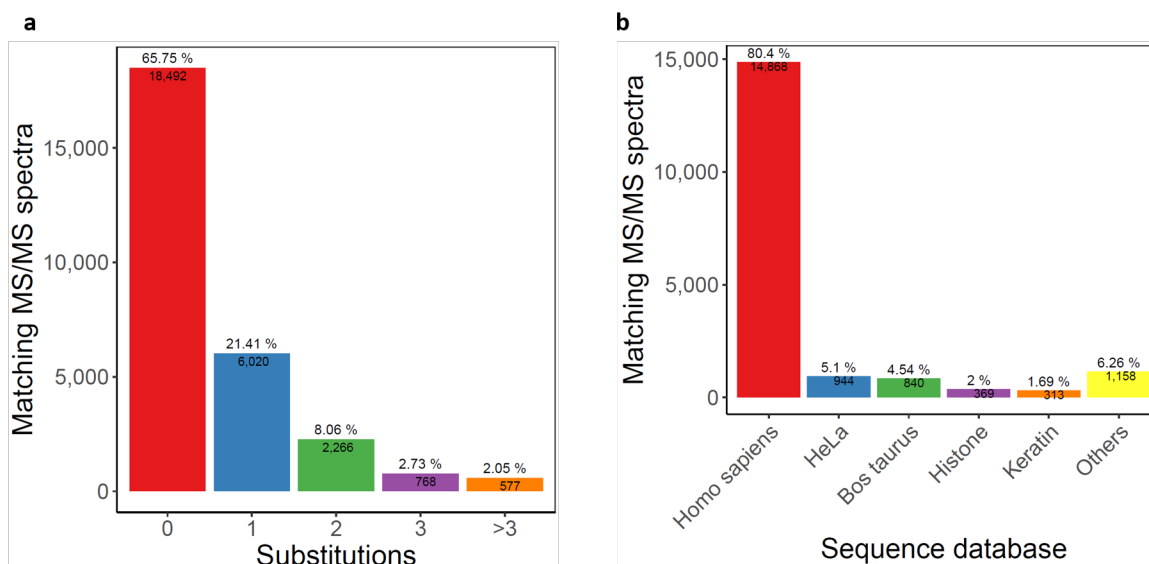 a
65.75 %
18,492
21.41 %
6,020
8.06 %
2,266
2.73 %
768
2.05 %
577
15,000
10,000
5,000
0
Matching MS/MS spectra
0 1 2 3 >3
Substitutions
b
80.4 %
14,868
5.1 %
944
4.54 %
840
2 %
369
1.69 %
313
6.26 %
1,158
15,000
10,000
5,000
0
Matching MS/MS spectra
Homo sapiens
HeLa
Bos taurus
Histone
Keratin
Others
Sequence database